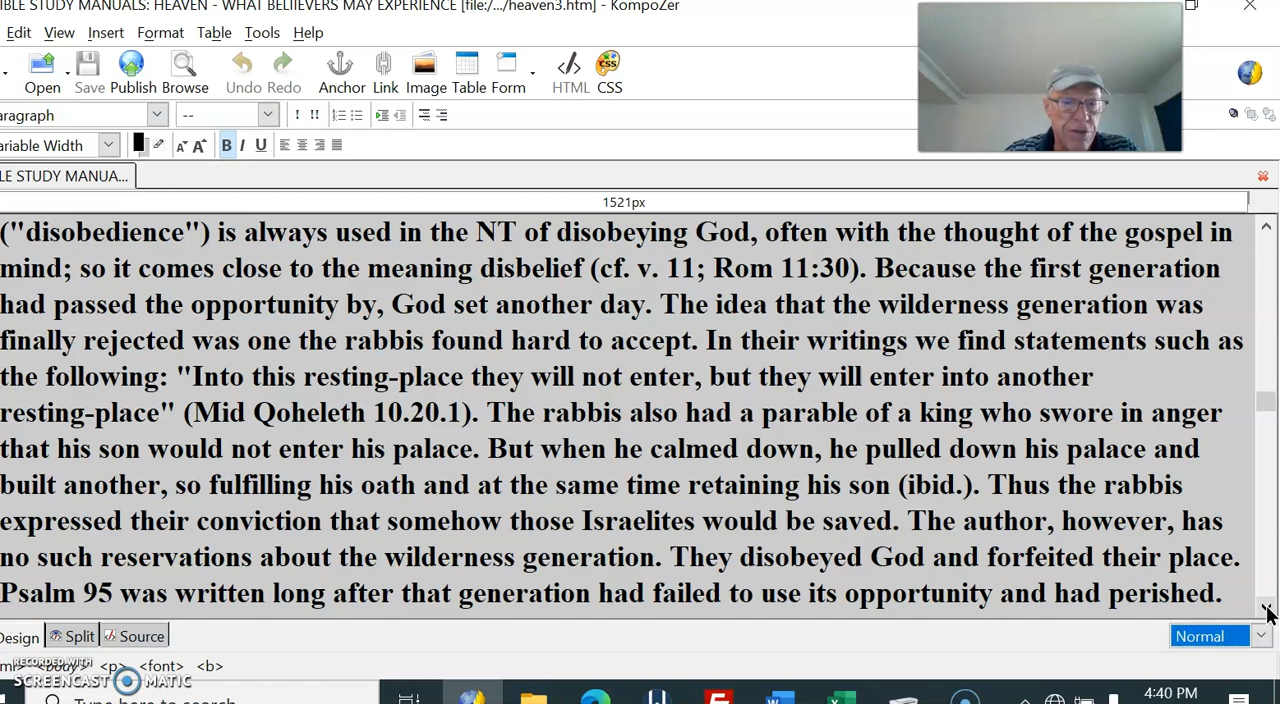 IBLE STUDY MANUALS: HEAVEN - WHAT BELIIEVERS MAY EXPERIENCE [file:/.../heaven3.htm] - KompoZer
Edit View Insert Format Table Tools Help
Open Save Publish Browse Undo Redo Anchor Link Image Table Form HTML CSS
aragraph --
ariable Width B I U
LE STUDY MANUA...
1521px
("disobedience") is always used in the NT of disobeying God, often with the thought of the gospel in
mind; so it comes close to the meaning disbelief (cf. v. 11; Rom 11:30). Because the first generation
had passed the opportunity by, God set another day. The idea that the wilderness generation was
finally rejected was one the rabbis found hard to accept. In their writings we find statements such as
the following: "Into this resting-place they will not enter, but they will enter into another
resting-place" (Mid Qoheleth 10.20.1). The rabbis also had a parable of a king who swore in anger
that his son would not enter his palace. But when he calmed down, he pulled down his palace and
built another, so fulfilling his oath and at the same time retaining his son (ibid.). Thus the rabbis
expressed their conviction that somehow those Israelites would be saved. The author, however, has
no such reservations about the wilderness generation. They disobeyed God and forfeited their place.
Psalm 95 was written long after that generation had failed to use its opportunity and had perished.
Design Split Source Normal
<body> <p> <font> <b>
RECORDED WITH
SCREENCAST MATIC
4:40 PM